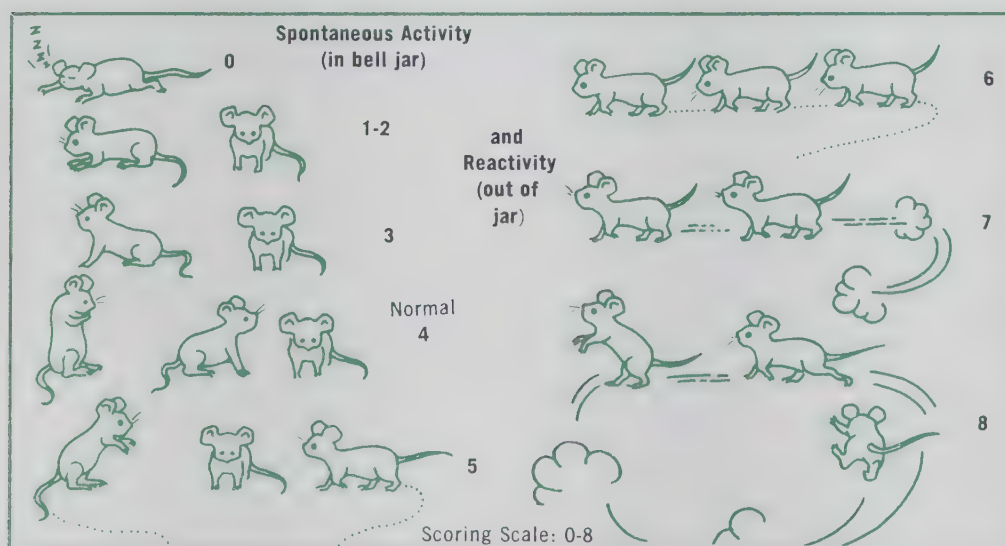 z
z
z
z
Spontaneous Activity
(in bell jar)
0
1-2
3
Normal
4
5
and
Reactivity
(out of
jar)
6
7
8
Scoring Scale: 0-8